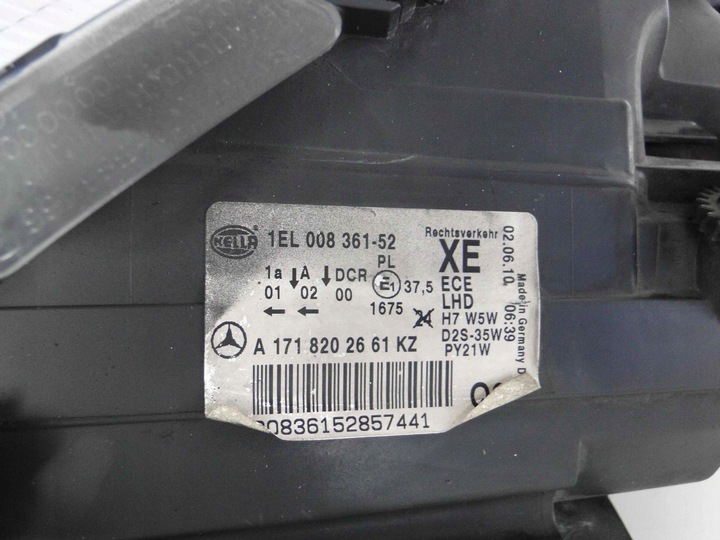 HELLA
1EL 008 361-52
Rechtsverkehr
XE
ECE
LHD
H7 W5W
D2S-35W
PY21W
PL
1a A DCR
01 02 00
E1 37,5
1675
24
A 171 820 26 61 KZ
0836152857441
02.06.10 06:39
Made in Germany D